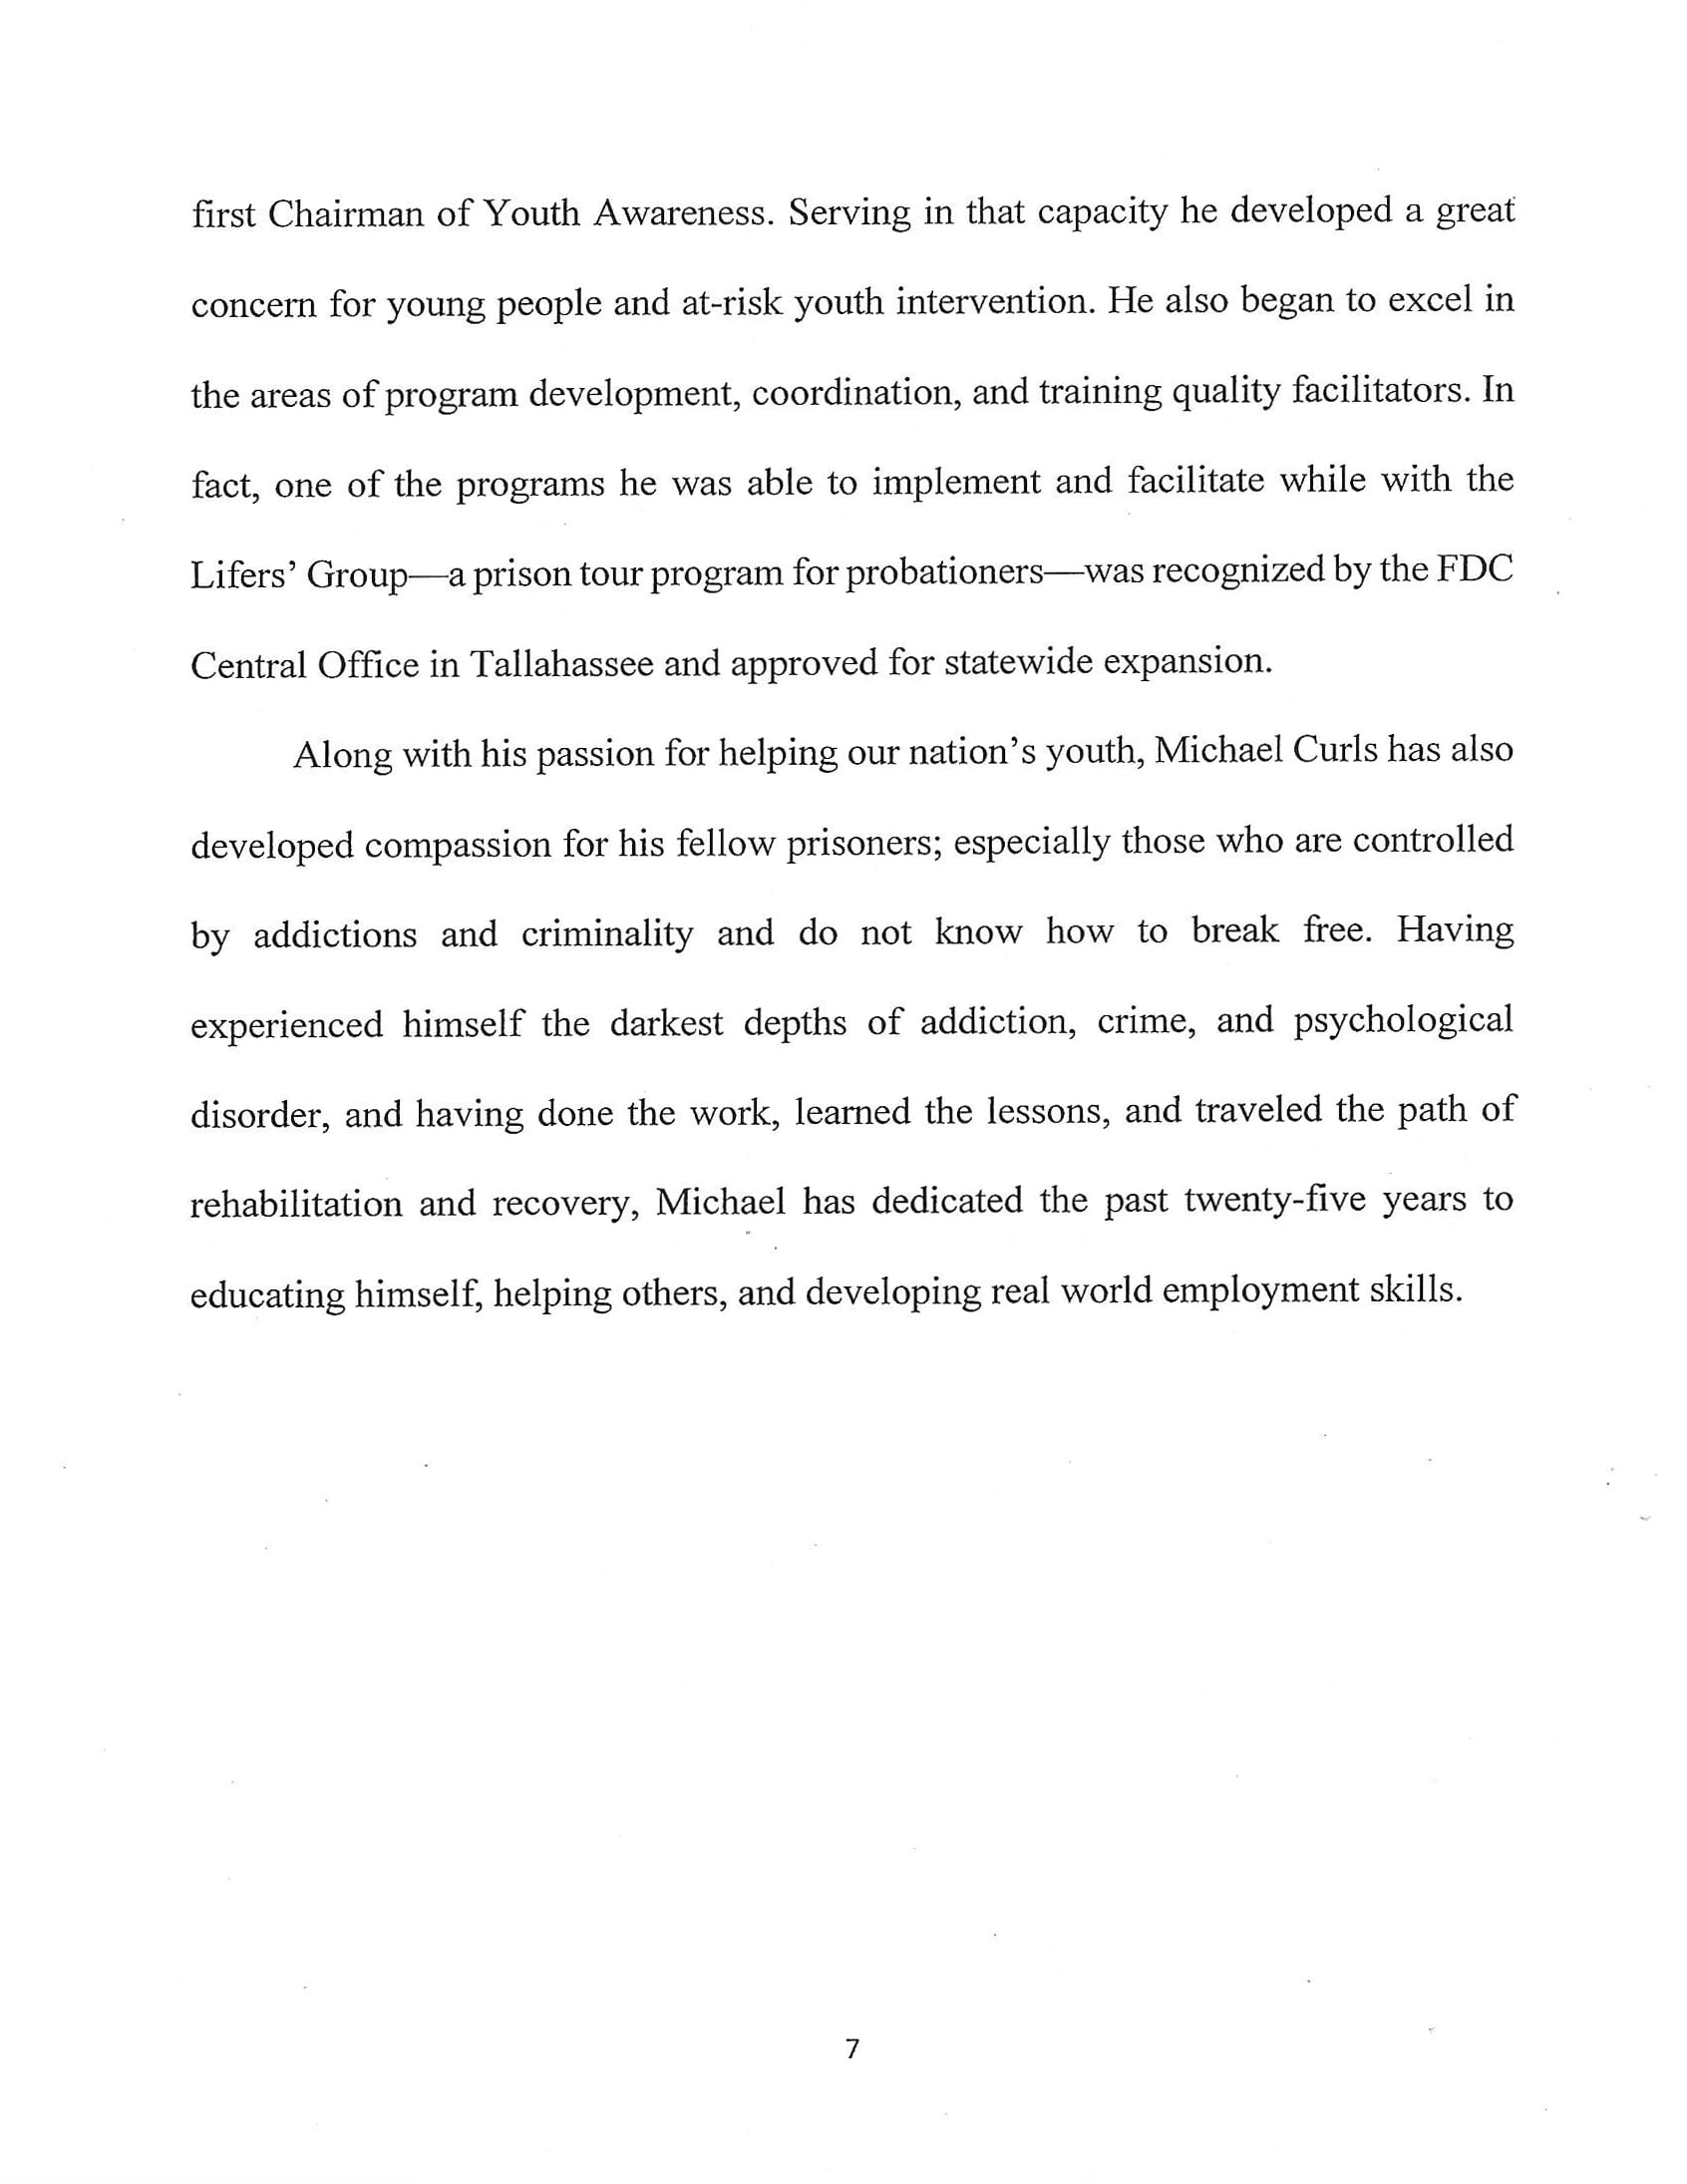 first Chairman of Youth Awareness. Serving in that capacity he developed a great
concern for young people and at-risk youth intervention. He also began to excel in
the areas of program development, coordination, and training quality facilitators. In
fact, one of the programs he was able to implement and facilitate while with the
Lifers’ Group—a prison tour program for probationers—was recognized by the FDC
Central Office in Tallahassee and approved for statewide expansion.
Along with his passion for helping our nation’s youth, Michael Curls has also
developed compassion for his fellow prisoners; especially those who are controlled
by addictions and criminality and do not know how to break free. Having
experienced himself the darkest depths of addiction, crime, and psychological
disorder, and having done the work, learned the lessons, and traveled the path of
rehabilitation and recovery, Michael has dedicated the past twenty-five years to
educating himself, helping others, and developing real world employment skills.
7